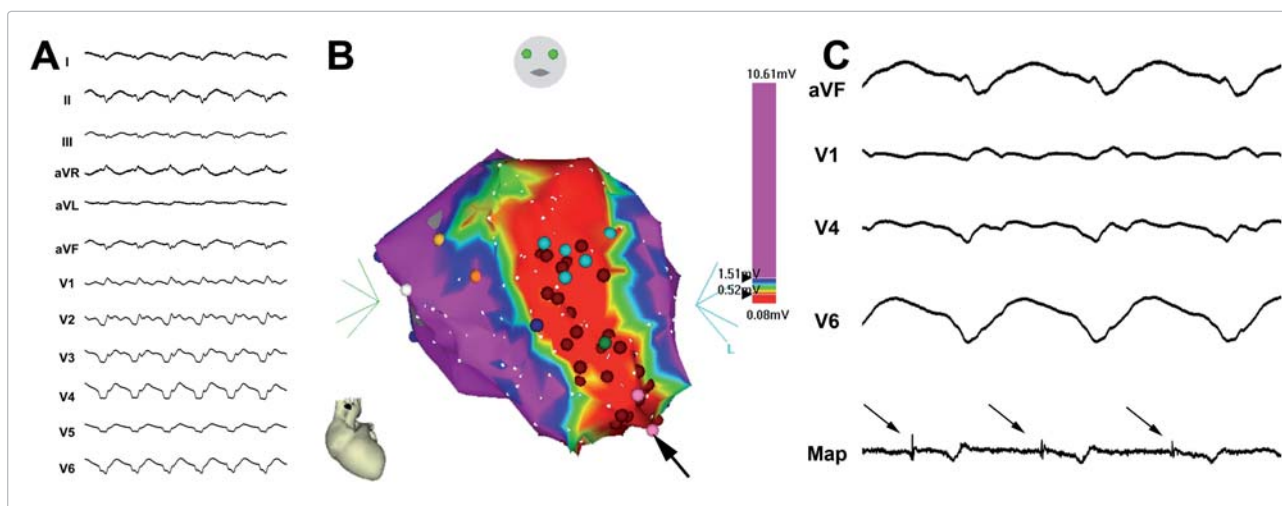 A
I
II
III
aVR
aVL
aVF
V1
V2
V3
V4
V5
V6
B
10.61mV
1.51mV
0.52mV
0.08mV
L
C
aVF
V1
V4
V6
Map